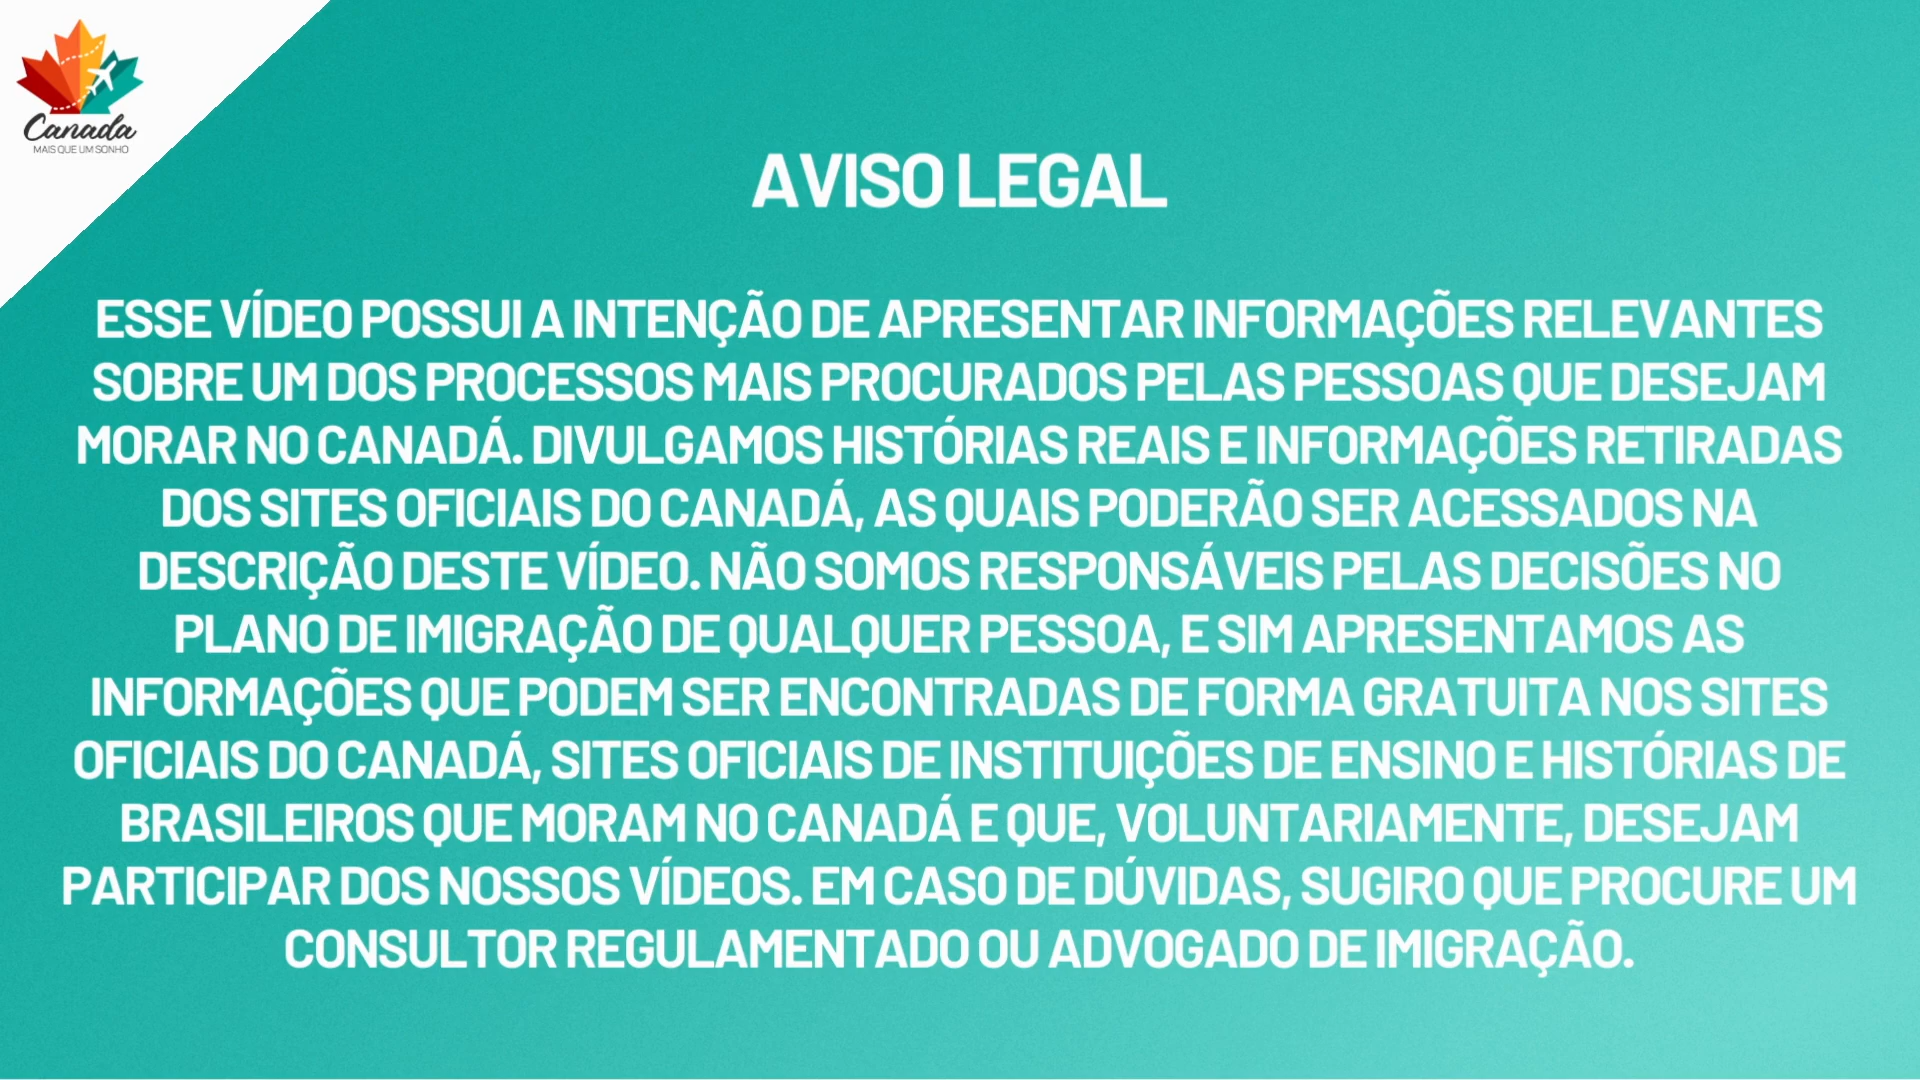 Canada
MAIS QUE UM SONHO
AVISO LEGAL
ESSE VÍDEO POSSUI A INTENÇÃO DE APRESENTAR INFORMAÇÕES RELEVANTES
SOBRE UM DOS PROCESSOS MAIS PROCURADOS PELAS PESSOAS QUE DESEJAM
MORAR NO CANADÁ. DIVULGAMOS HISTÓRIAS REAIS E INFORMAÇÕES RETIRADAS
DOS SITES OFICIAIS DO CANADÁ, AS QUAIS PODERÃO SER ACESSADOS NA
DESCRIÇÃO DESTE VÍDEO. NÃO SOMOS RESPONSÁVEIS PELAS DECISÕES NO
PLANO DE IMIGRAÇÃO DE QUALQUER PESSOA, E SIM APRESENTAMOS AS
INFORMAÇÕES QUE PODEM SER ENCONTRADAS DE FORMA GRATUITA NOS SITES
OFICIAIS DO CANADÁ, SITES OFICIAIS DE INSTITUIÇÕES DE ENSINO E HISTÓRIAS DE
BRASILEIROS QUE MORAM NO CANADÁ E QUE, VOLUNTARIAMENTE, DESEJAM
PARTICIPAR DOS NOSSOS VÍDEOS. EM CASO DE DÚVIDAS, SUGIRO QUE PROCURE UM
CONSULTOR REGULAMENTADO OU ADVOGADO DE IMIGRAÇÃO.